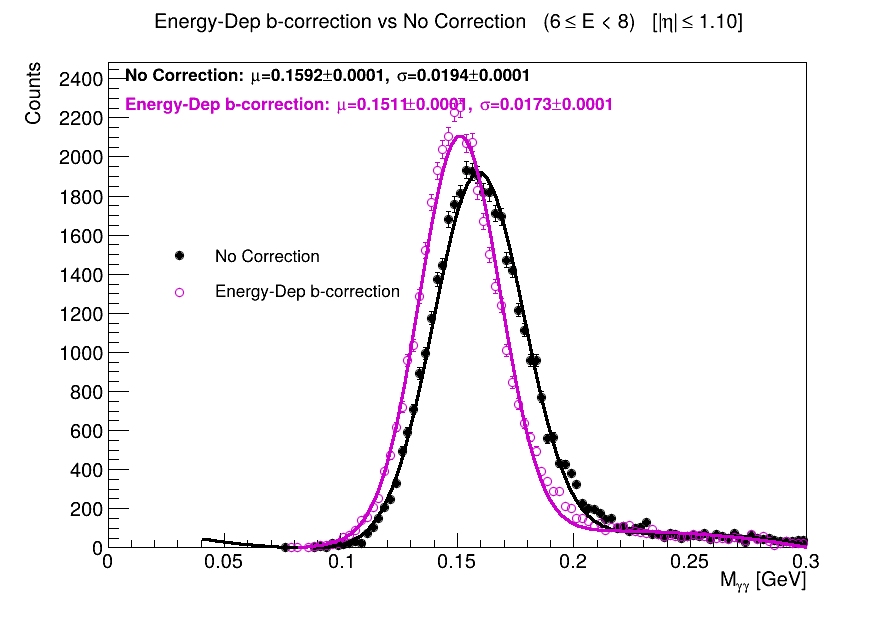 Energy-Dep b-correction vs No Correction (6 ≤ E < 8) [|η| ≤ 1.10]
Counts
No Correction: μ=0.1592±0.0001, σ=0.0194±0.0001
Energy-Dep b-correction: μ=0.1511±0.0001, σ=0.0173±0.0001
2400
2200
2000
1800
1600
1400
1200
1000
800
600
400
200
0
No Correction
Energy-Dep b-correction
0 0.05 0.1 0.15 0.2 0.25 0.3
Mγγ [GeV]